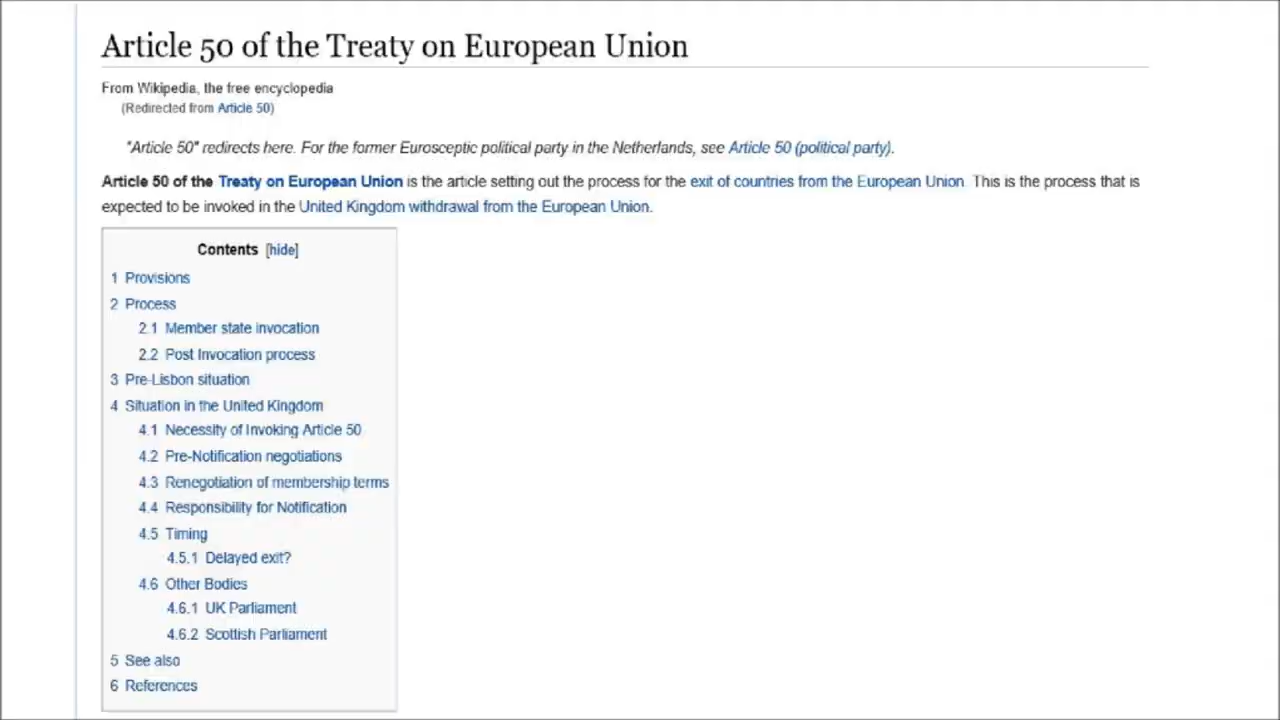 Article 50 of the Treaty on European Union
From Wikipedia, the free encyclopedia
(Redirected from Article 50)
"Article 50" redirects here. For the former Eurosceptic political party in the Netherlands, see Article 50 (political party).
Article 50 of the Treaty on European Union is the article setting out the process for the exit of countries from the European Union. This is the process that is
expected to be invoked in the United Kingdom withdrawal from the European Union.
Contents [hide]
1 Provisions
2 Process
2.1 Member state invocation
2.2 Post Invocation process
3 Pre-Lisbon situation
4 Situation in the United Kingdom
4.1 Necessity of Invoking Article 50
4.2 Pre-Notification negotiations
4.3 Renegotiation of membership terms
4.4 Responsibility for Notification
4.5 Timing
4.5.1 Delayed exit?
4.6 Other Bodies
4.6.1 UK Parliament
4.6.2 Scottish Parliament
5 See also
6 References